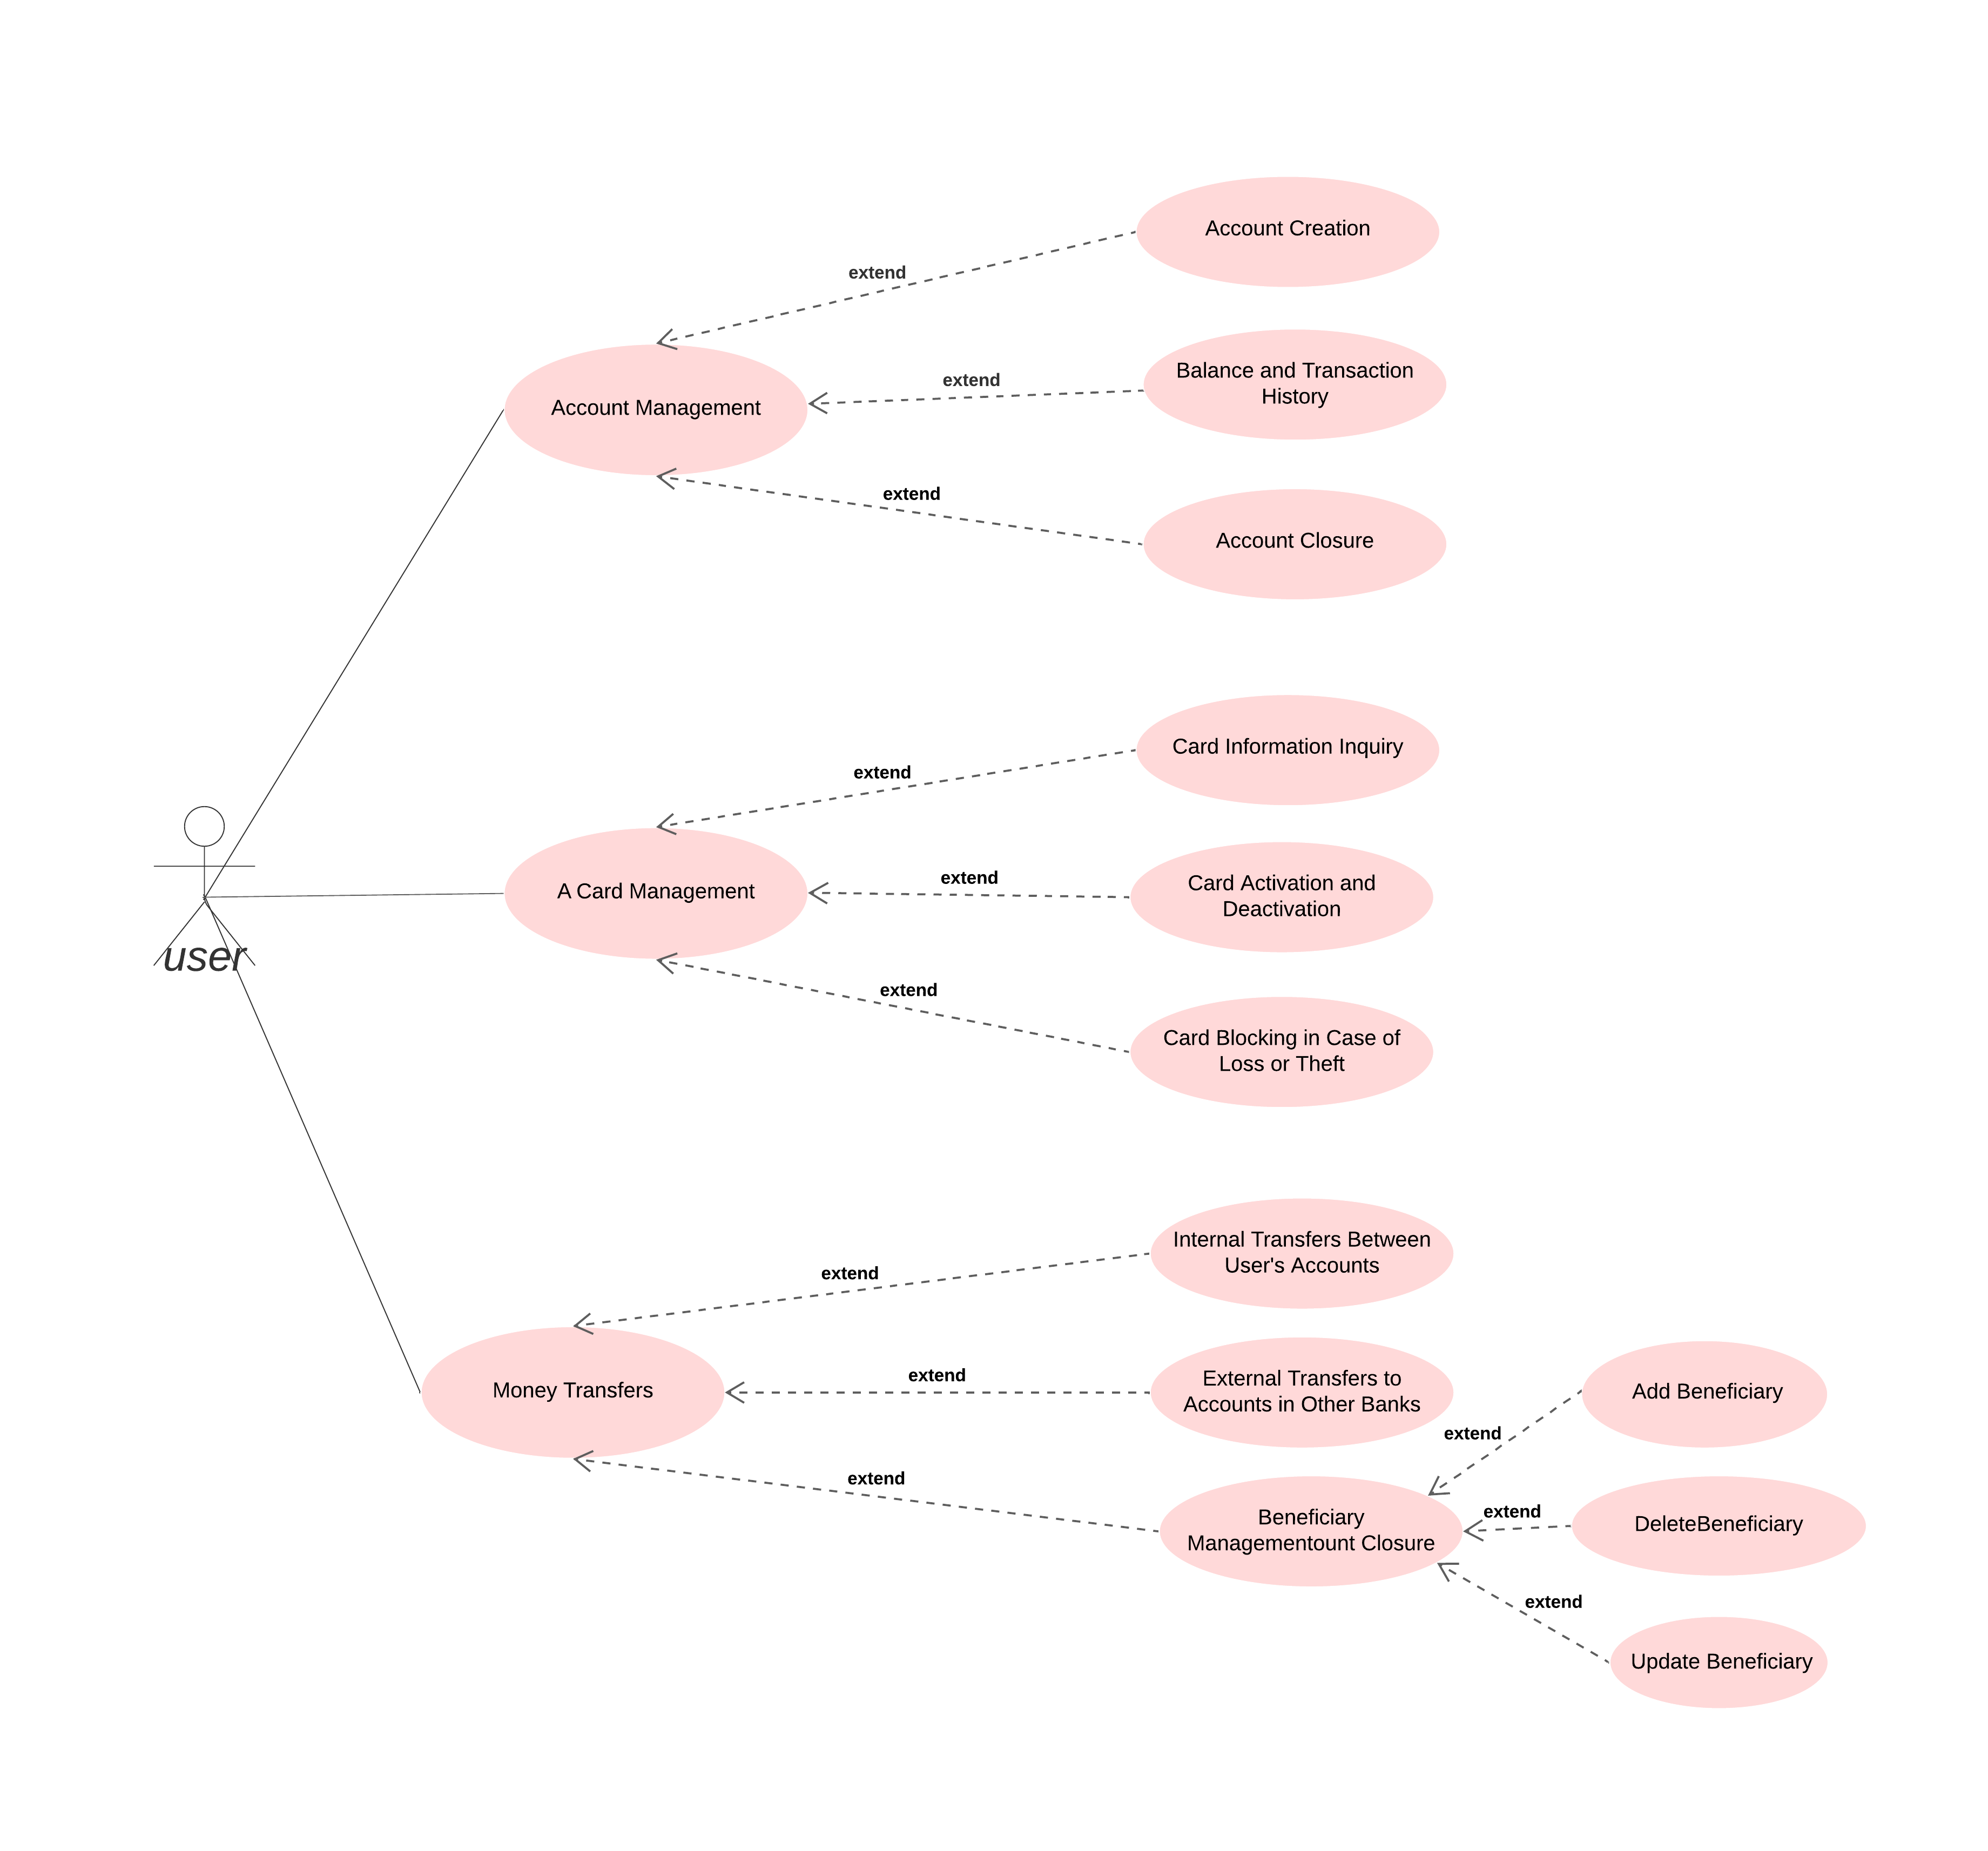 Account Creation
extend
Balance and Transaction
History
extend
Account Management
extend
Account Closure
Card Information Inquiry
extend
Card Activation and
Deactivation
extend
A Card Management
user
extend
Card Blocking in Case of
Loss or Theft
Internal Transfers Between
User's Accounts
extend
External Transfers to
Accounts in Other Banks
extend
Money Transfers
Add Beneficiary
extend
extend
Beneficiary
Managementount Closure
extend
DeleteBeneficiary
extend
Update Beneficiary